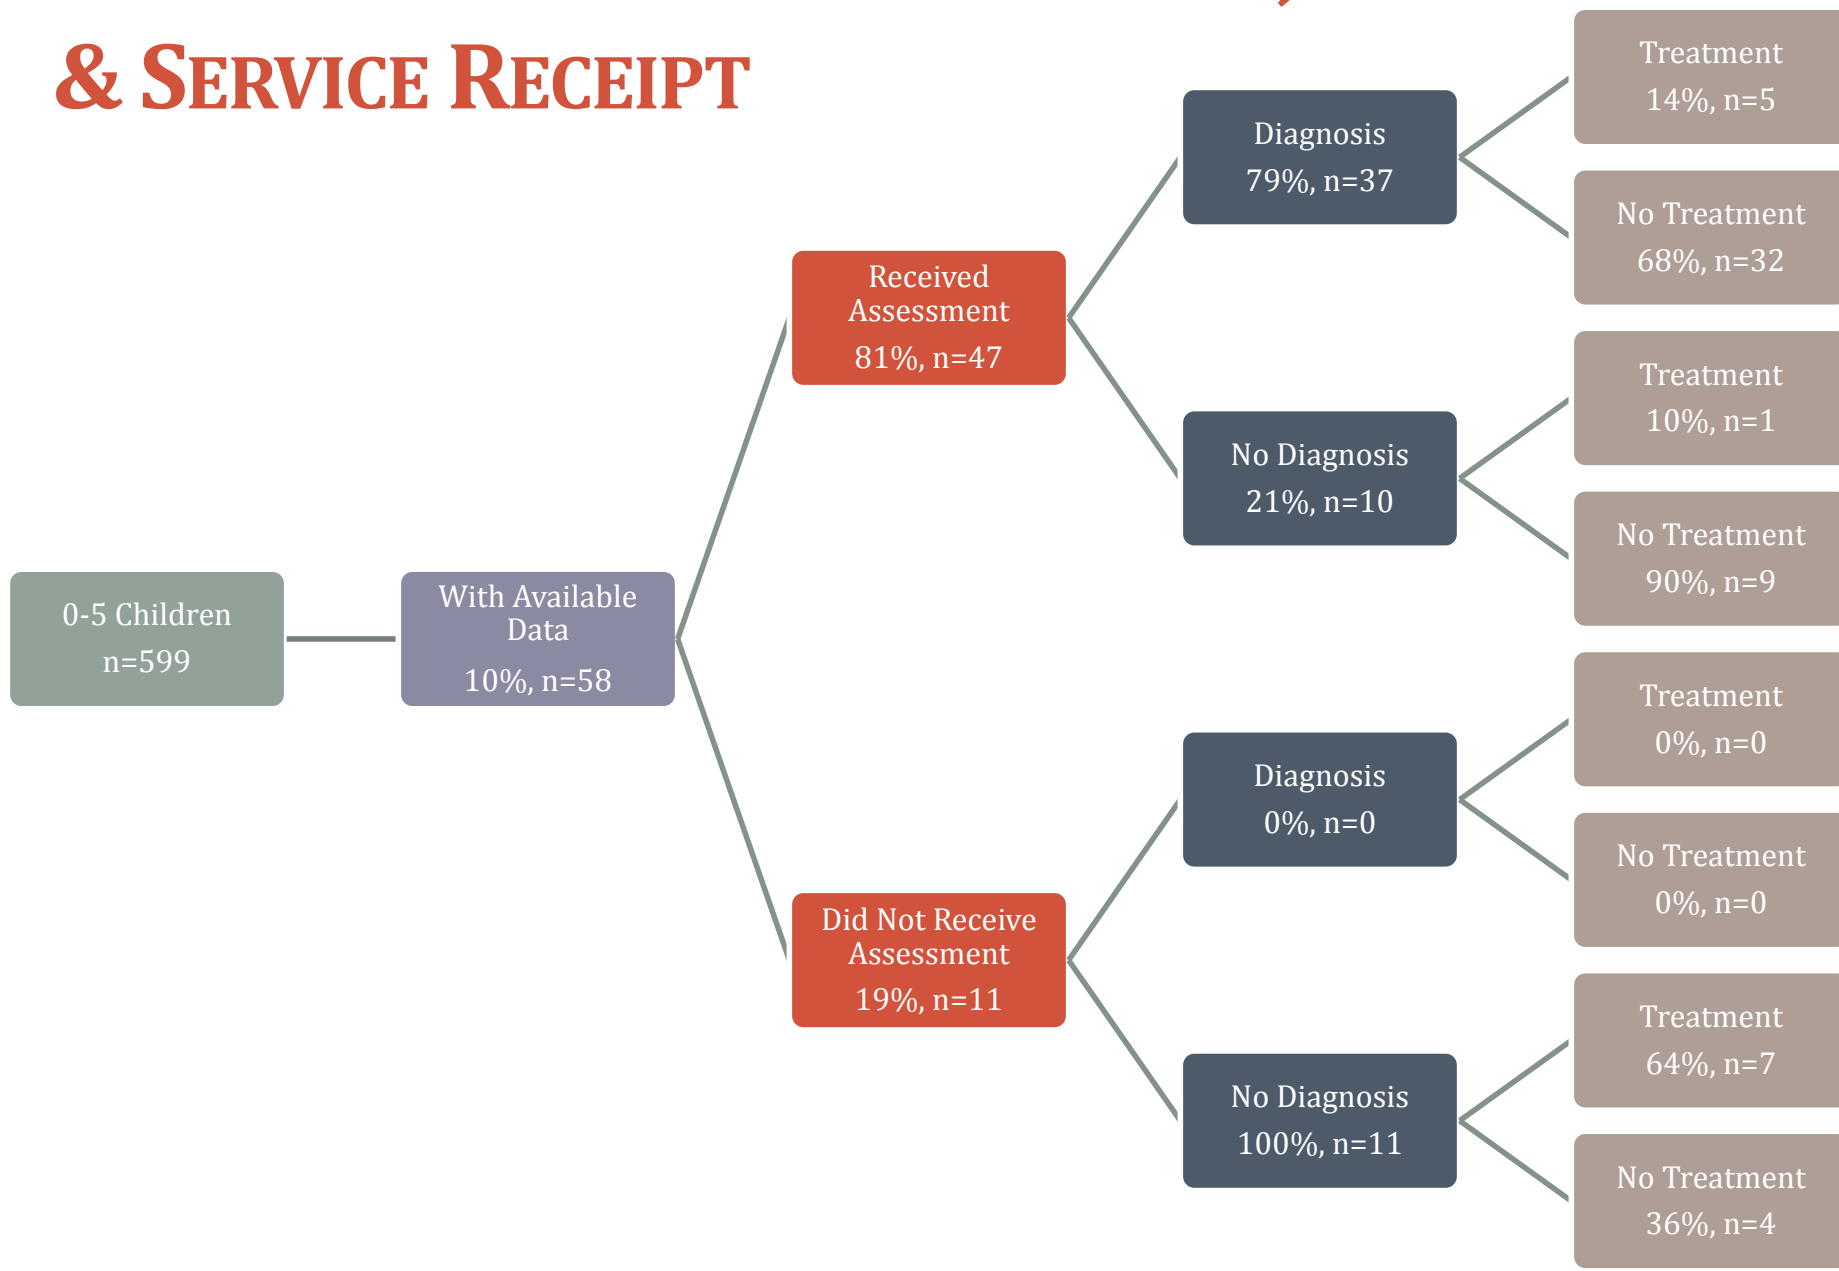 & SERVICE RECEIPT
0-5 Children
n=599
With Available
Data
10%, n=58
Received
Assessment
81%, n=47
Did Not Receive
Assessment
19%, n=11
Diagnosis
79%, n=37
No Diagnosis
21%, n=10
Diagnosis
0%, n=0
No Diagnosis
100%, n=11
Treatment
14%, n=5
No Treatment
68%, n=32
Treatment
10%, n=1
No Treatment
90%, n=9
Treatment
0%, n=0
No Treatment
0%, n=0
Treatment
64%, n=7
No Treatment
36%, n=4